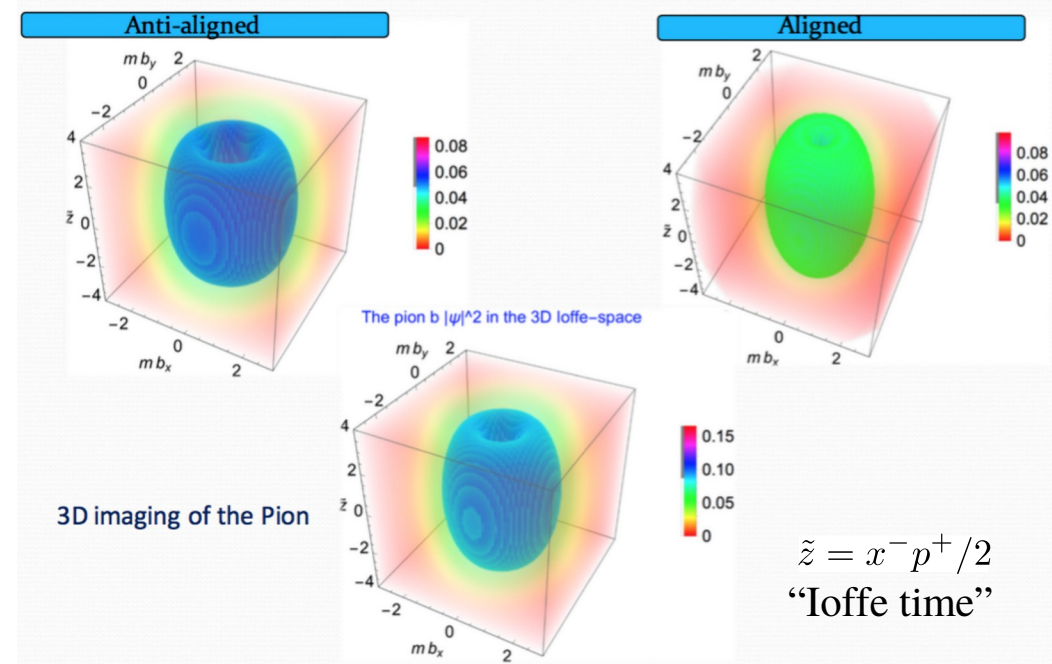 Anti-aligned
Aligned
m b_y 2
0
−2
4
2
z̃ 0
−2
−4
−2
0
2
m b_x
0.08
0.06
0.04
0.02
0
2
m b_y
0
−2
4
2
z̃ 0
−2
−4
0
2
m b_x
0.08
0.06
0.04
0.02
0
The pion b |ψ|^2 in the 3D Ioffe−space
m b_y 2
0
−2
4
2
z̃ 0
−2
−4
−2
0
2
m b_x
0.15
0.10
0.05
0
3D imaging of the Pion
z̃ = x⁻p⁺/2
“Ioffe time”